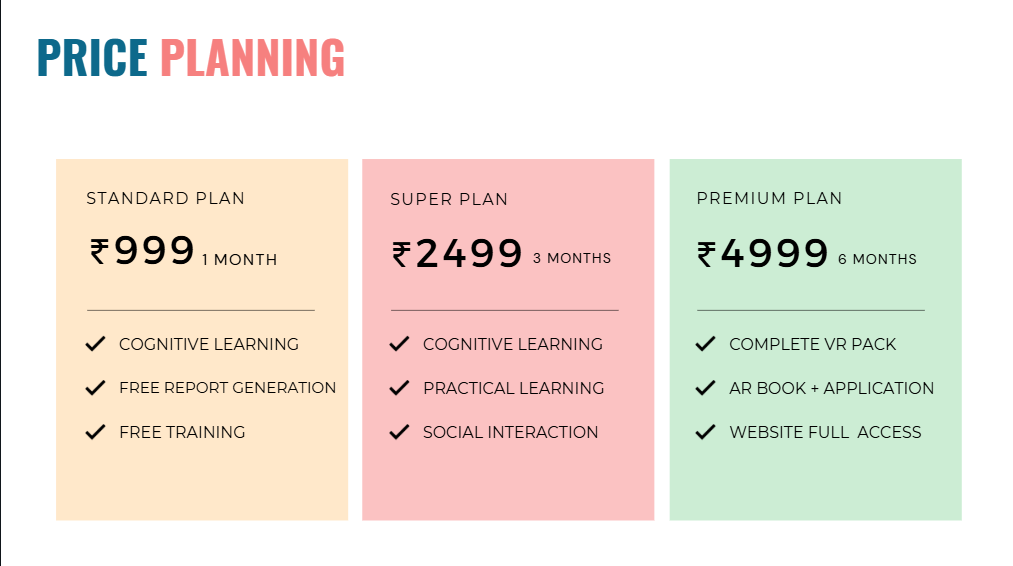 PRICE PLANNING
STANDARD PLAN
₹999 1 MONTH
COGNITIVE LEARNING
FREE REPORT GENERATION
FREE TRAINING
SUPER PLAN
₹2499 3 MONTHS
COGNITIVE LEARNING
PRACTICAL LEARNING
SOCIAL INTERACTION
PREMIUM PLAN
₹4999 6 MONTHS
COMPLETE VR PACK
AR BOOK + APPLICATION
WEBSITE FULL  ACCESS